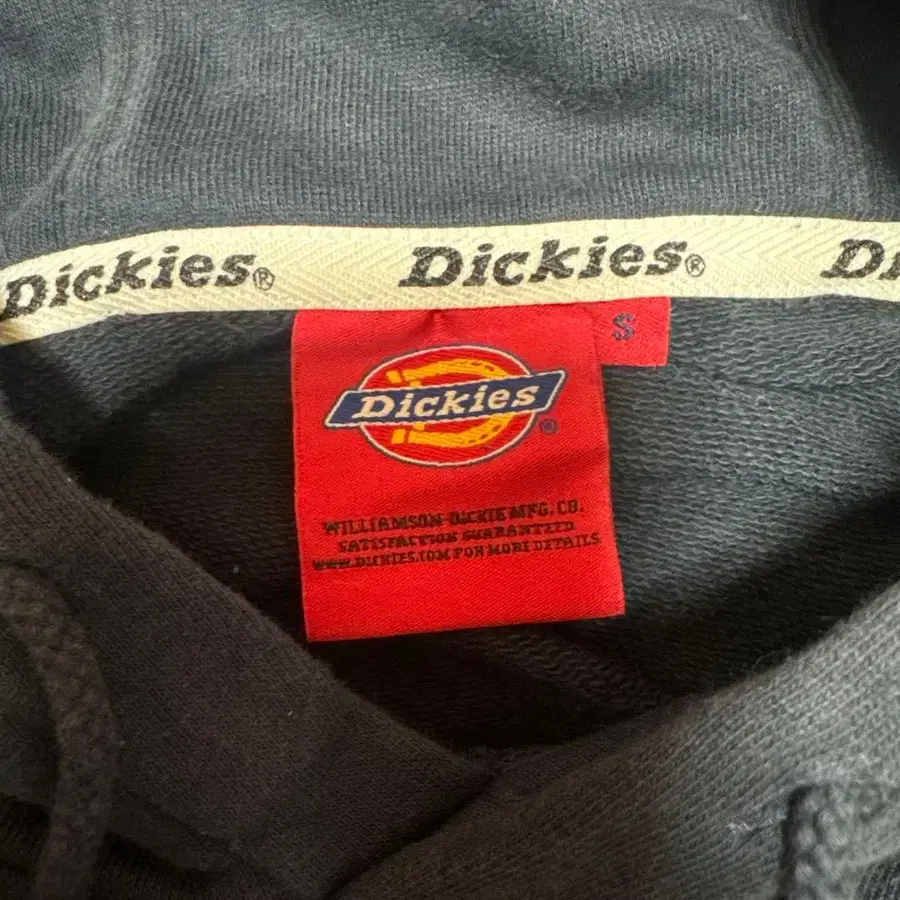 Dickies®
Dickies®
Di
S
Dickies®
WILLIAMSON-DICKIE MFG. CO.
SATISFACTION GUARANTEED
WWW.DICKIES.COM FOR MORE DETAILS